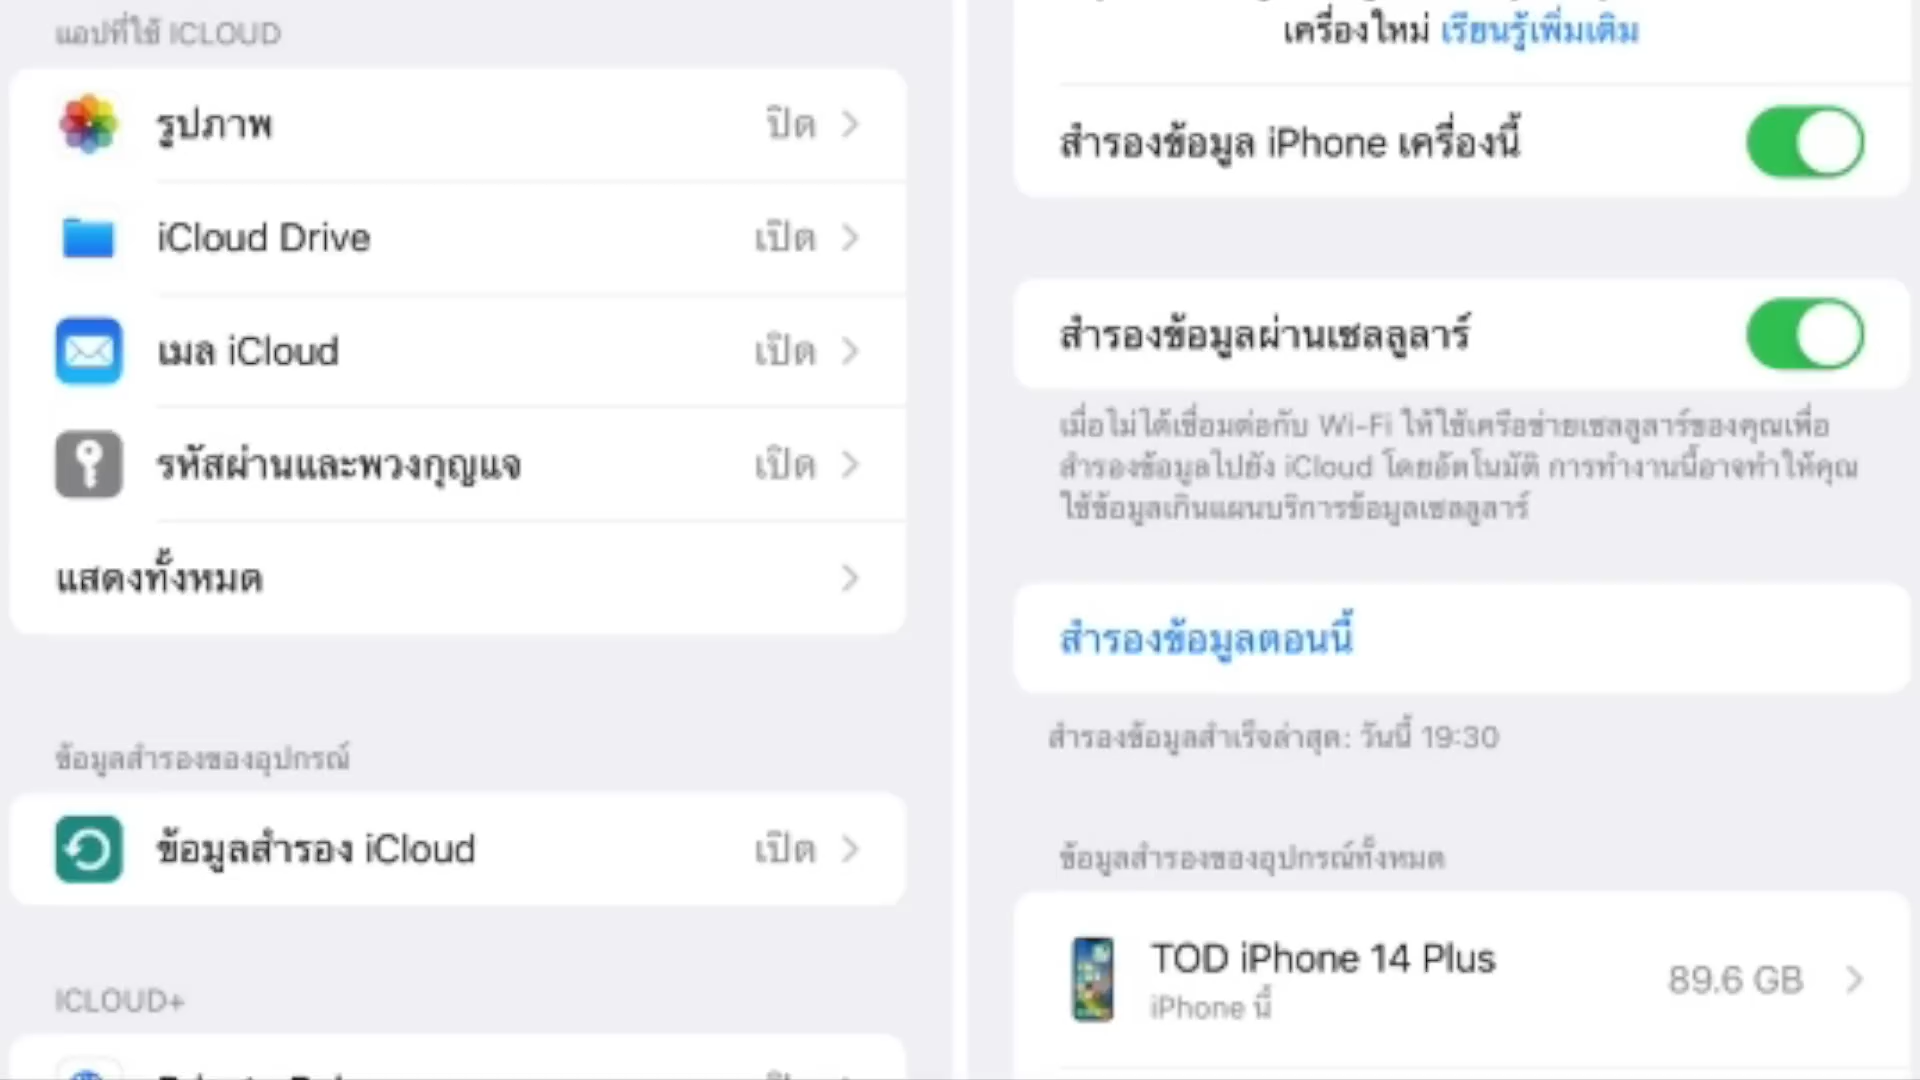 แอปที่ใช้ ICLOUD
รูปภาพ ปิด
iCloud Drive เปิด
เมล iCloud เปิด
รหัสผ่านและพวงกุญแจ เปิด
แสดงทั้งหมด
ข้อมูลสำรองของอุปกรณ์
ข้อมูลสำรอง iCloud เปิด
ICLOUD+
เครื่องใหม่ เรียนรู้เพิ่มเติม
สำรองข้อมูล iPhone เครื่องนี้
สำรองข้อมูลผ่านเซลลูลาร์
เมื่อไม่ได้เชื่อมต่อกับ Wi-Fi ให้ใช้เครือข่ายเซลลูลาร์ของคุณเพื่อ
สำรองข้อมูลไปยัง iCloud โดยอัตโนมัติ การทำงานนี้อาจทำให้คุณ
ใช้ข้อมูลเกินแผนบริการข้อมูลเซลลูลาร์
สำรองข้อมูลตอนนี้
สำรองข้อมูลสำเร็จล่าสุด: วันนี้ 19:30
ข้อมูลสำรองของอุปกรณ์ทั้งหมด
TOD iPhone 14 Plus 89.6 GB
iPhone นี้